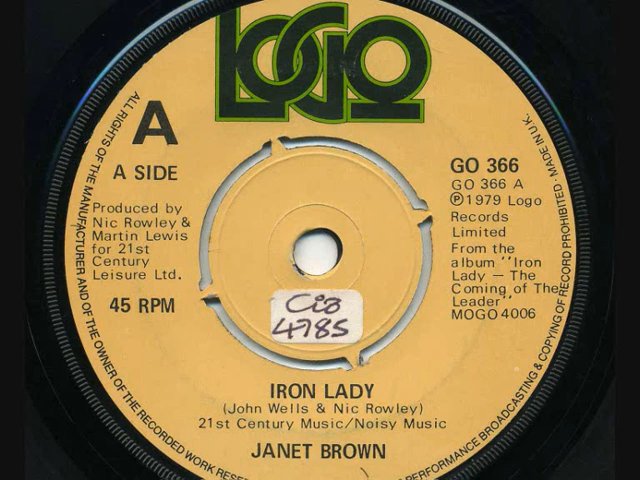 LOGO
A
A SIDE
Produced by
Nic Rowley &
Martin Lewis
for 21st
Century
Leisure Ltd.
45 RPM
GO 366
GO 366 A
℗1979 Logo
Records
Limited
From the
album "Iron
Lady — The
Coming of The
Leader"
MOGO 4006
Cia
4785
IRON LADY
(John Wells & Nic Rowley)
21st Century Music/Noisy Music
JANET BROWN
ALL RIGHTS OF THE MANUFACTURER AND OF THE OWNER OF THE RECORDED WORK RESE
PERFORMANCE BROADCASTING & COPYING OF RECORD PROHIBITED · MADE IN U.K.